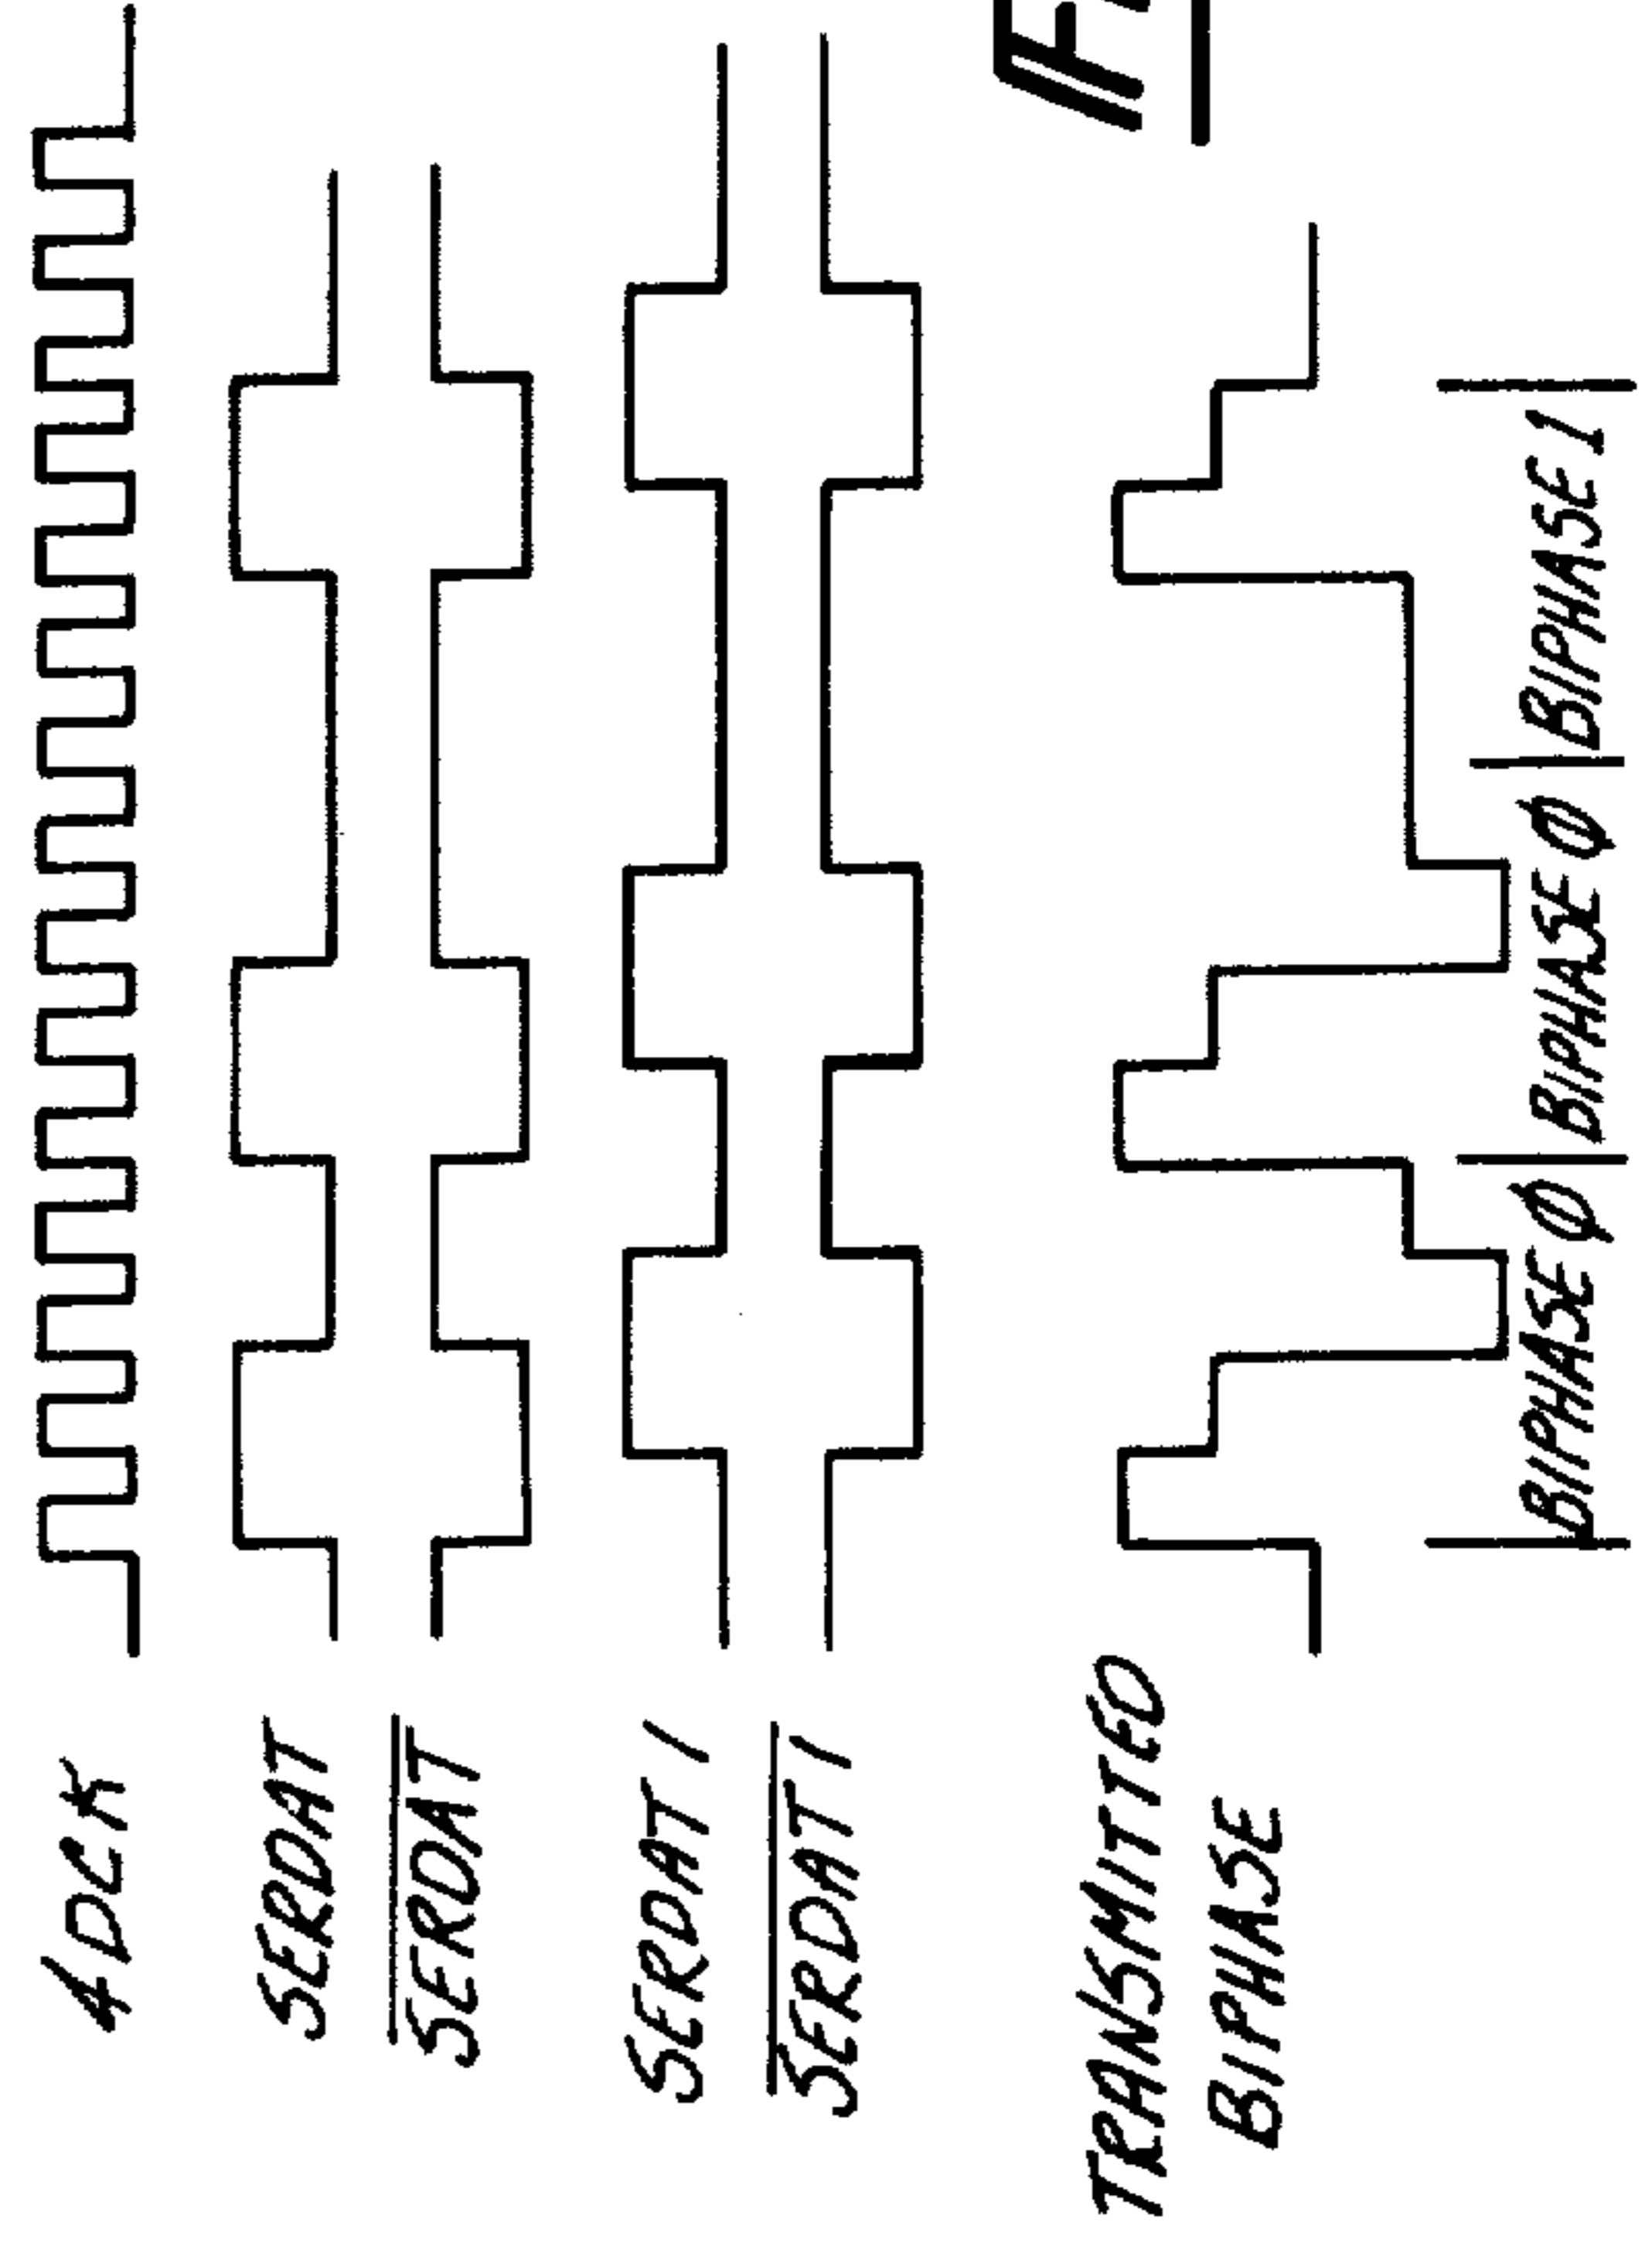 4DCK
SERDAT
SERDAT
SERDAT 1
SERDAT 1
TRANSMITTED
BIPHASE
BIPHASE Ø BIPHASE Ø BIPHASE 1